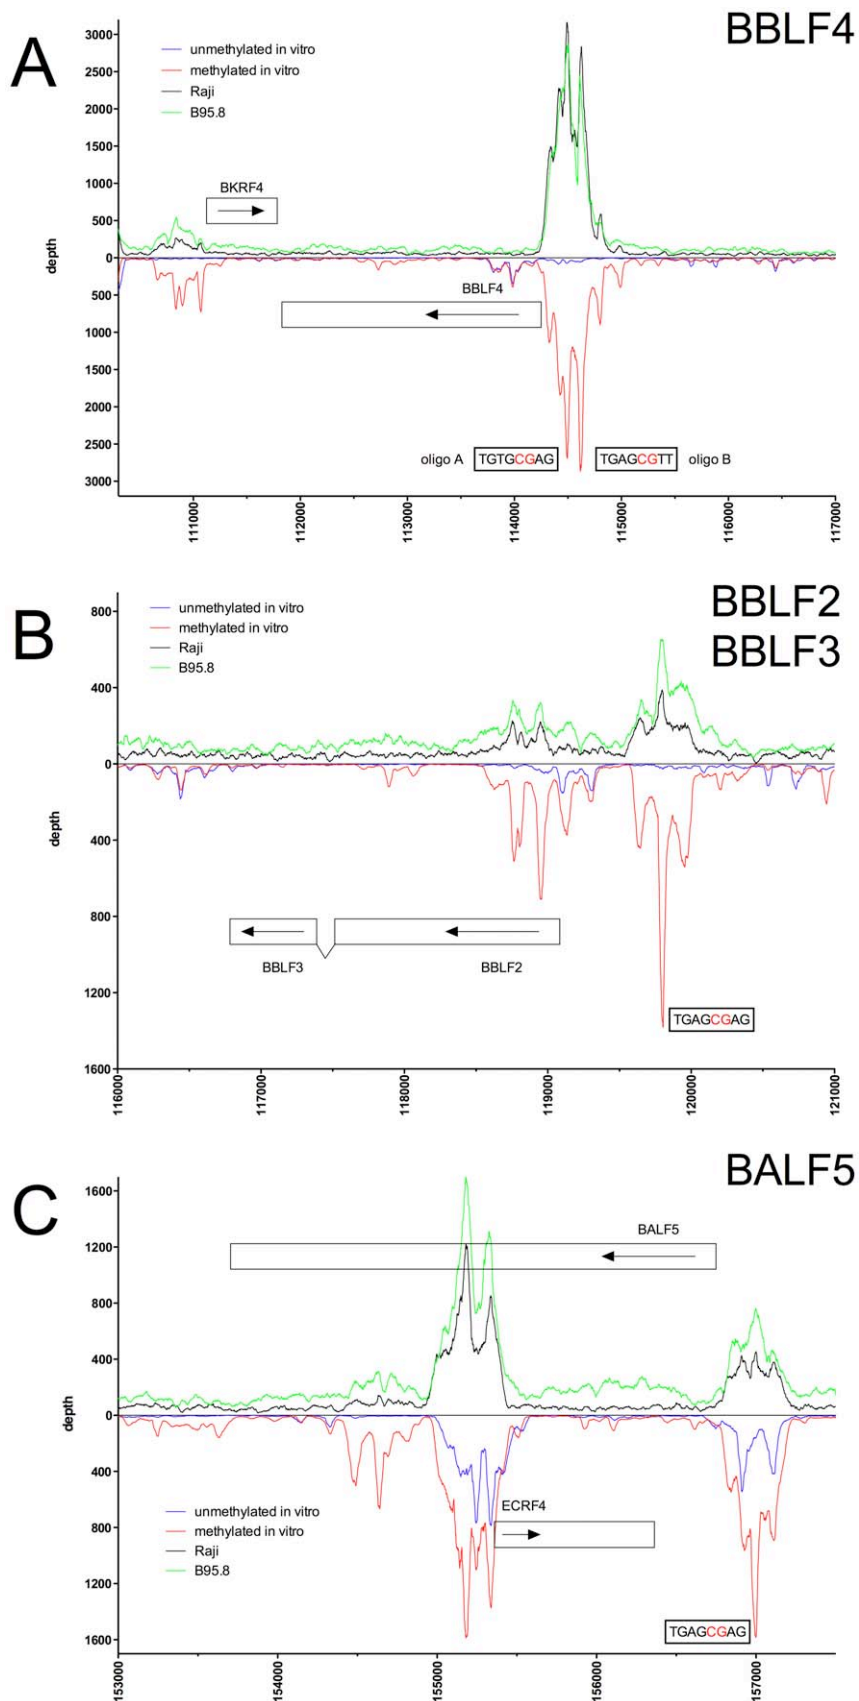 A
BBLF4
unmethylated in vitro
methylated in vitro
Raji
B95.8
3000
2500
2000
1500
1000
500
0
500
1000
1500
2000
2500
3000
depth
BKRF4
BBLF4
oligo A TGTGCGAG TGAGCGTT oligo B
111000 112000 113000 114000 115000 116000 117000
B
BBLF2
BBLF3
unmethylated in vitro
methylated in vitro
Raji
B95.8
800
400
0
400
800
1200
1600
depth
BBLF3 BBLF2
TGAGCGAG
116000 117000 118000 119000 120000 121000
C
BALF5
1600
1200
800
400
0
400
800
1200
1600
depth
BALF5
unmethylated in vitro
methylated in vitro
Raji
B95.8
ECRF4
TGAGCGAG
153000 154000 155000 156000 157000